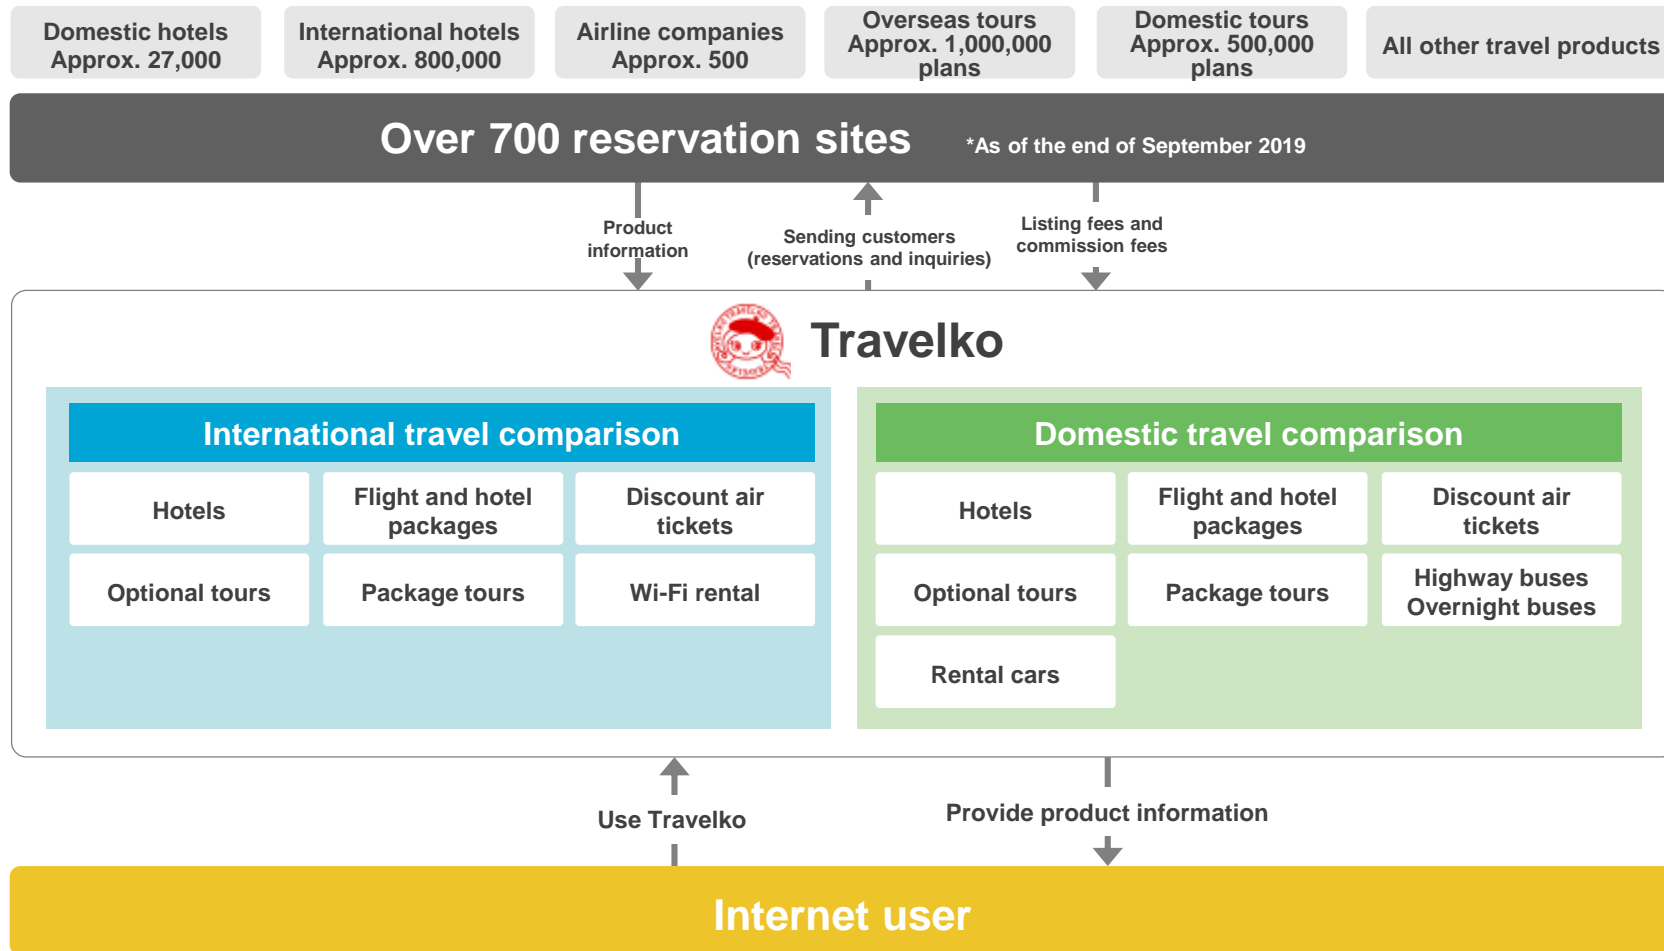 Domestic hotels
Approx. 27,000
International hotels
Approx. 800,000
Airline companies
Approx. 500
Overseas tours
Approx. 1,000,000
plans
Domestic tours
Approx. 500,000
plans
All other travel products
Over 700 reservation sites *As of the end of September 2019
Product
information
Sending customers
(reservations and inquiries)
Listing fees and
commission fees
Travelko
International travel comparison
Hotels
Flight and hotel
packages
Discount air
tickets
Optional tours
Package tours
Wi-Fi rental
Domestic travel comparison
Hotels
Flight and hotel
packages
Discount air
tickets
Optional tours
Package tours
Highway buses
Overnight buses
Rental cars
Use Travelko
Provide product information
Internet user